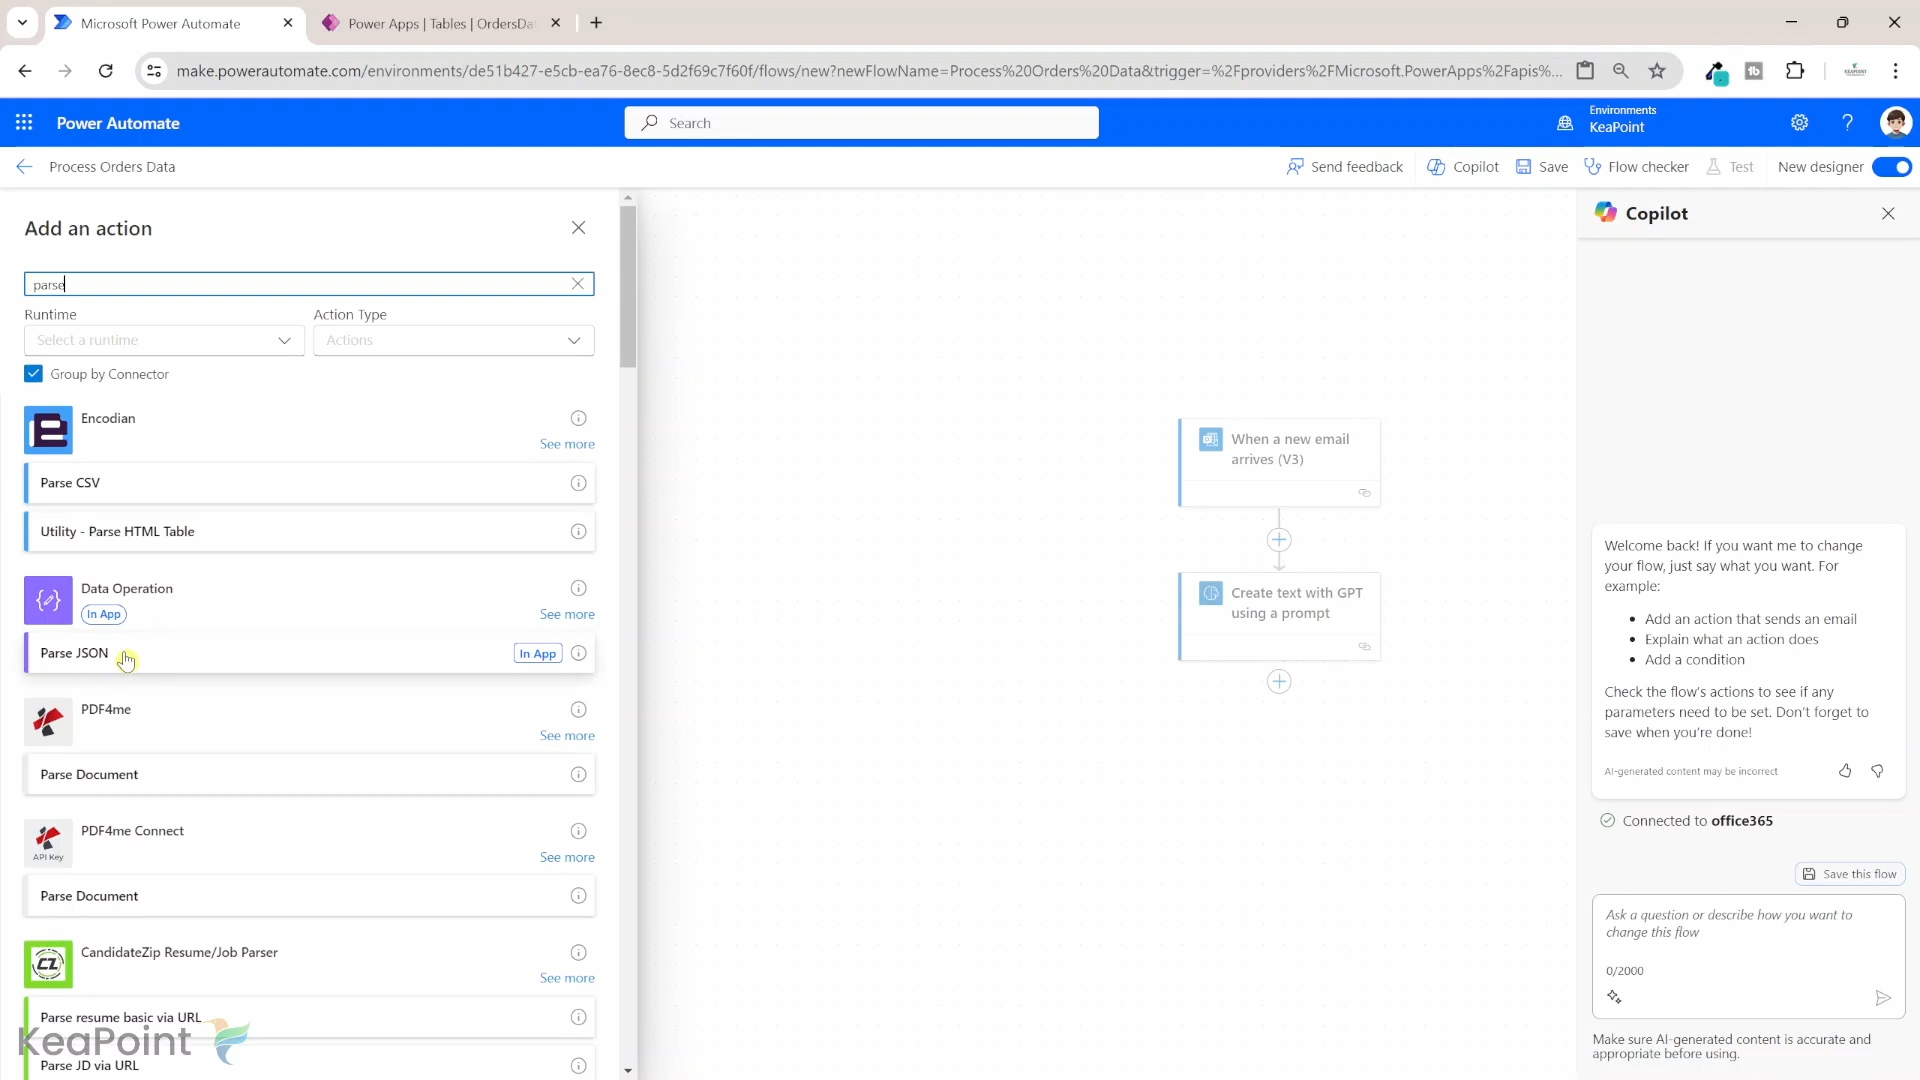 Microsoft Power Automate
Power Apps | Tables | OrdersDa
make.powerautomate.com/environments/de51b427-e5cb-ea76-8ec8-5d2f69c7f60f/flows/new?newFlowName=Process%20Orders%20Data&trigger=%2Fproviders%2FMicrosoft.PowerApps%2Fapis%...
Power Automate
Search
Environments
KeaPoint
Process Orders Data
Send feedback
Copilot
Save
Flow checker
Test
New designer
Add an action
parse
Runtime
Action Type
Select a runtime
Actions
Group by Connector
Encodian
See more
Parse CSV
Utility - Parse HTML Table
Data Operation
In App
See more
Parse JSON
In App
PDF4me
See more
Parse Document
PDF4me Connect
API Key
See more
Parse Document
CZ
CandidateZip Resume/Job Parser
See more
Parse resume basic via URL
KeaPoint
Parse JD via URL
When a new email
arrives (V3)
Create text with GPT
using a prompt
Copilot
Welcome back! If you want me to change
your flow, just say what you want. For
example:
• Add an action that sends an email
• Explain what an action does
• Add a condition
Check the flow's actions to see if any
parameters need to be set. Don't forget to
save when you're done!
AI-generated content may be incorrect
Connected to office365
Save this flow
Ask a question or describe how you want to
change this flow
0/2000
Make sure AI-generated content is accurate and
appropriate before using.